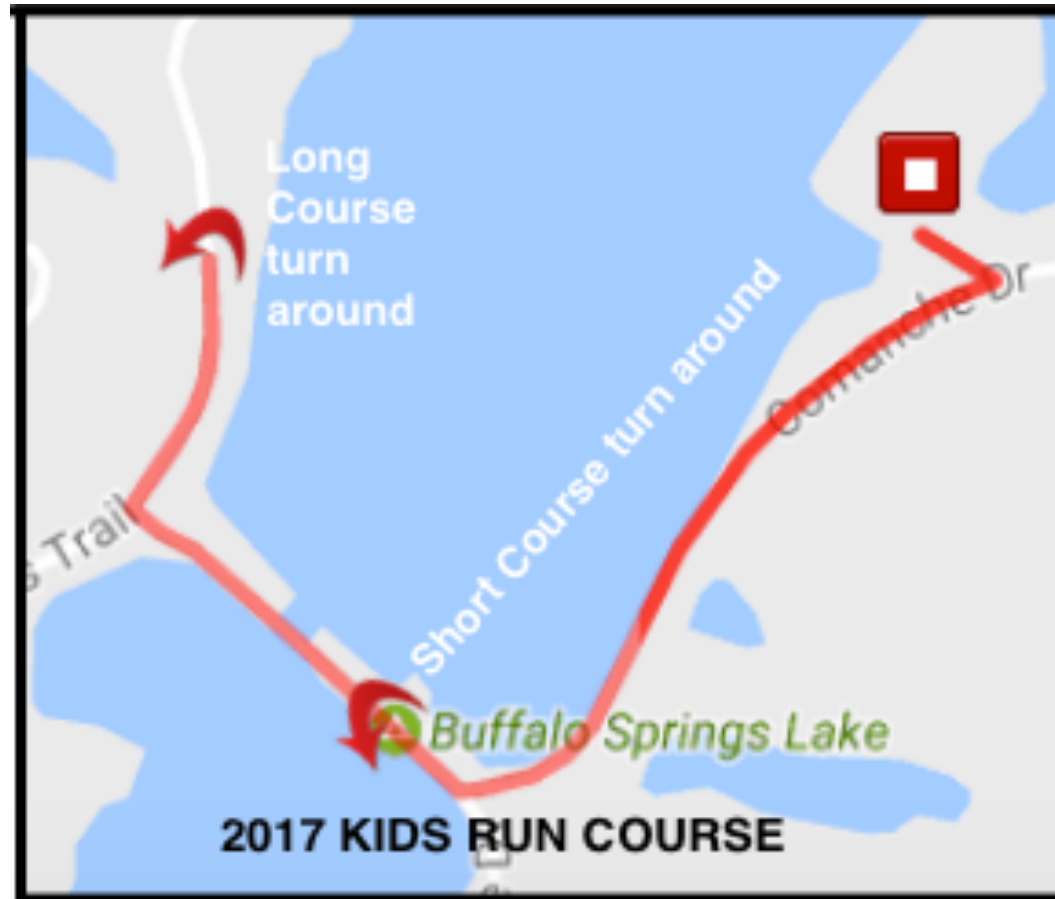 Long
Course
turn
around
Short Course turn around
Comanche Dr
s Trail
Buffalo Springs Lake
2017 KIDS RUN COURSE